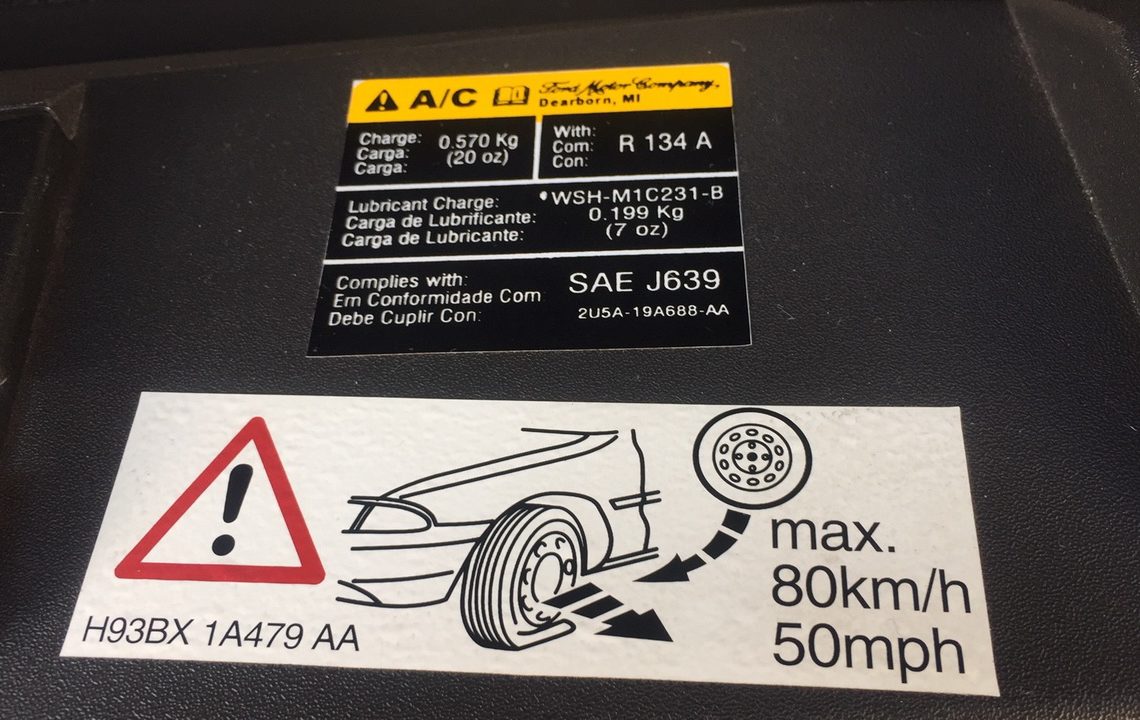 A/C Ford Motor Company,
Dearborn, MI
Charge: 0.570 Kg
Carga: (20 oz)
Carga:
With:
Com: R 134 A
Con:
Lubricant Charge: •WSH-M1C231-B
Carga de Lubrificante: 0.199 Kg
Carga de Lubricante: (7 oz)
Complies with: SAE J639
Em Conformidade Com
Debe Cuplir Con: 2U5A-19A688-AA
max.
80km/h
50mph
H93BX 1A479 AA